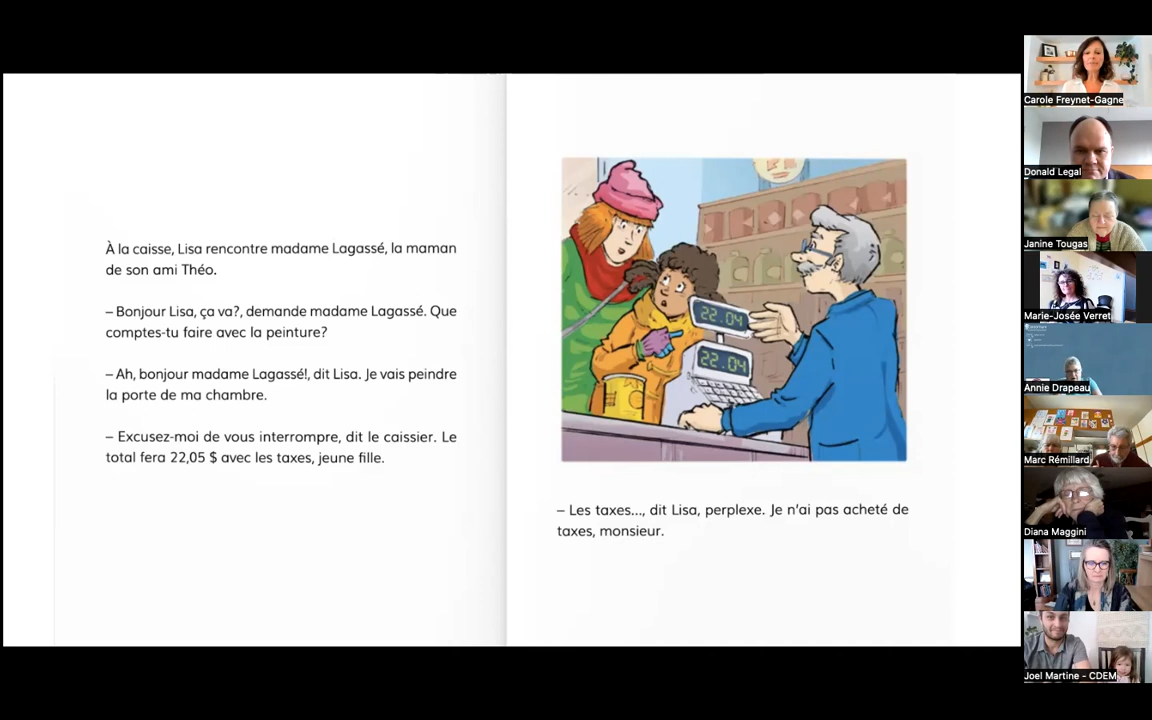 À la caisse, Lisa rencontre madame Lagassé, la maman
de son ami Théo.
– Bonjour Lisa, ça va?, demande madame Lagassé. Que
comptes-tu faire avec la peinture?
– Ah, bonjour madame Lagassé!, dit Lisa. Je vais peindre
la porte de ma chambre.
– Excusez-moi de vous interrompre, dit le caissier. Le
total fera 22,05 $ avec les taxes, jeune fille.
22.04
22.04
– Les taxes..., dit Lisa, perplexe. Je n'ai pas acheté de
taxes, monsieur.
Carole Freynet-Gagne
Donald Legal
Janine Tougas
Marie-Josée Verret
Annie Drapeau
Marc Rémillard
Diana Maggini
Joel Martine - CDEM